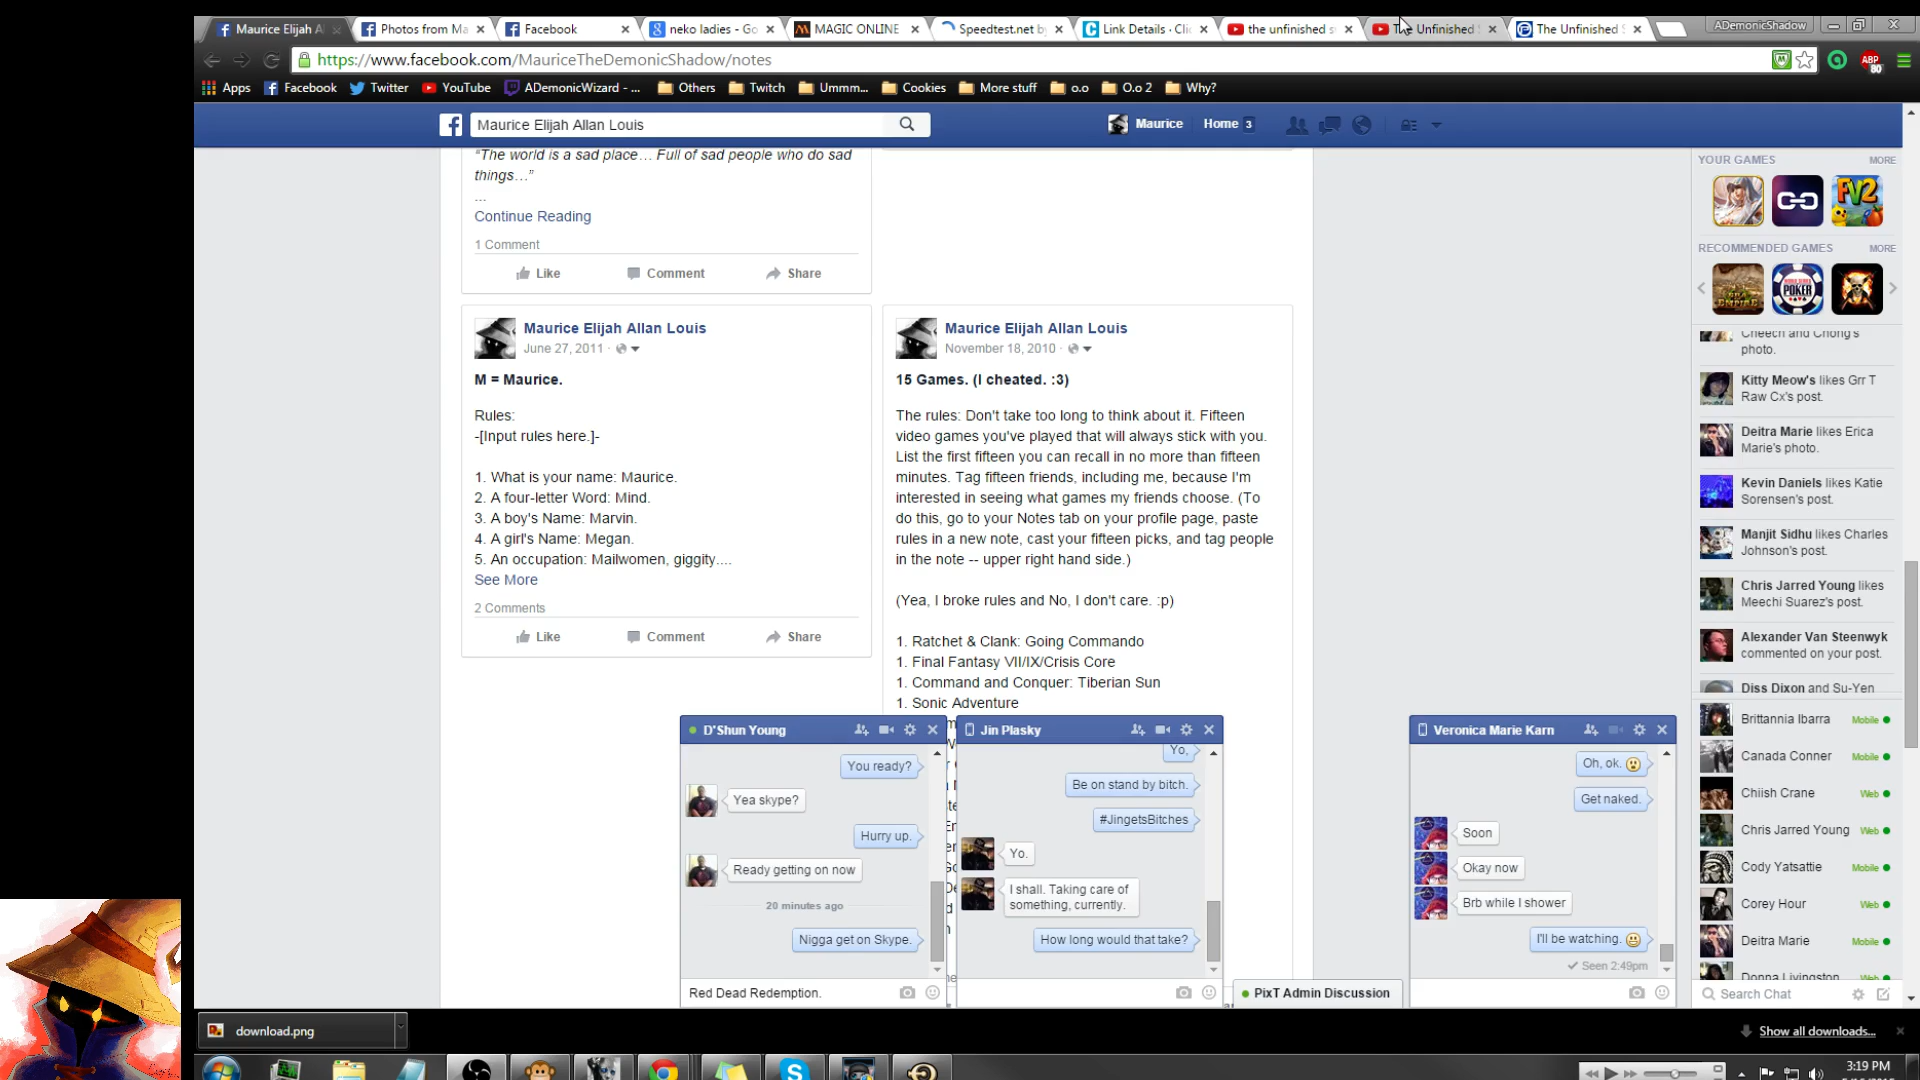 Maurice Elijah A
Photos from Ma
Facebook
neko ladies - Go
MAGIC ONLINE
Speedtest.net by
Link Details · Clic
the unfinished s
Unfinished
The Unfinished S
ADemonicShadow
https://www.facebook.com/MauriceTheDemonicShadow/notes
ABP
80
Apps
Facebook
Twitter
YouTube
ADemonicWizard - ...
Others
Twitch
Ummm...
Cookies
More stuff
o.o
O.o 2
Why?
Maurice Elijah Allan Louis
Maurice
Home 3
“The world is a sad place… Full of sad people who do sad
things…”
...
Continue Reading
1 Comment
Like
Comment
Share
Maurice Elijah Allan Louis
June 27, 2011 ·
M = Maurice.
Rules:
-[Input rules here.]-
1. What is your name: Maurice.
2. A four-letter Word: Mind.
3. A boy's Name: Marvin.
4. A girl's Name: Megan.
5. An occupation: Mailwomen, giggity....
See More
2 Comments
Like
Comment
Share
Maurice Elijah Allan Louis
November 18, 2010 ·
15 Games. (I cheated. :3)
The rules: Don't take too long to think about it. Fifteen
video games you've played that will always stick with you.
List the first fifteen you can recall in no more than fifteen
minutes. Tag fifteen friends, including me, because I'm
interested in seeing what games my friends choose. (To
do this, go to your Notes tab on your profile page, paste
rules in a new note, cast your fifteen picks, and tag people
in the note -- upper right hand side.)
(Yea, I broke rules and No, I don't care. :p)
1. Ratchet & Clank: Going Commando
1. Final Fantasy VII/IX/Crisis Core
1. Command and Conquer: Tiberian Sun
1. Sonic Adventure
D'Shun Young
You ready?
Yea skype?
Hurry up.
Ready getting on now
20 minutes ago
Nigga get on Skype.
Red Dead Redemption.
Jin Plasky
Yo,
Be on stand by bitch.
#JingetsBitches
Yo.
I shall. Taking care of
something, currently.
How long would that take?
PixT Admin Discussion
Veronica Marie Karn
Oh, ok.
Get naked.
Soon
Okay now
Brb while I shower
I'll be watching.
Seen 2:49pm
YOUR GAMES
MORE
FV2
RECOMMENDED GAMES
MORE
EMPIRE
WORLD SERIES
POKER
Cheech and Chong's
photo.
Kitty Meow's likes Grr T
Raw Cx's post.
Deitra Marie likes Erica
Marie's photo.
Kevin Daniels likes Katie
Sorensen's post.
Manjit Sidhu likes Charles
Johnson's post.
Chris Jarred Young likes
Meechi Suarez's post.
Alexander Van Steenwyk
commented on your post.
Diss Dixon and Su-Yen
Brittannia Ibarra Mobile
Canada Conner Mobile
Chiish Crane Web
Chris Jarred Young Web
Cody Yatsattie Mobile
Corey Hour Web
Deitra Marie Mobile
Donna Livingston
Search Chat
download.png
Show all downloads...
3:19 PM